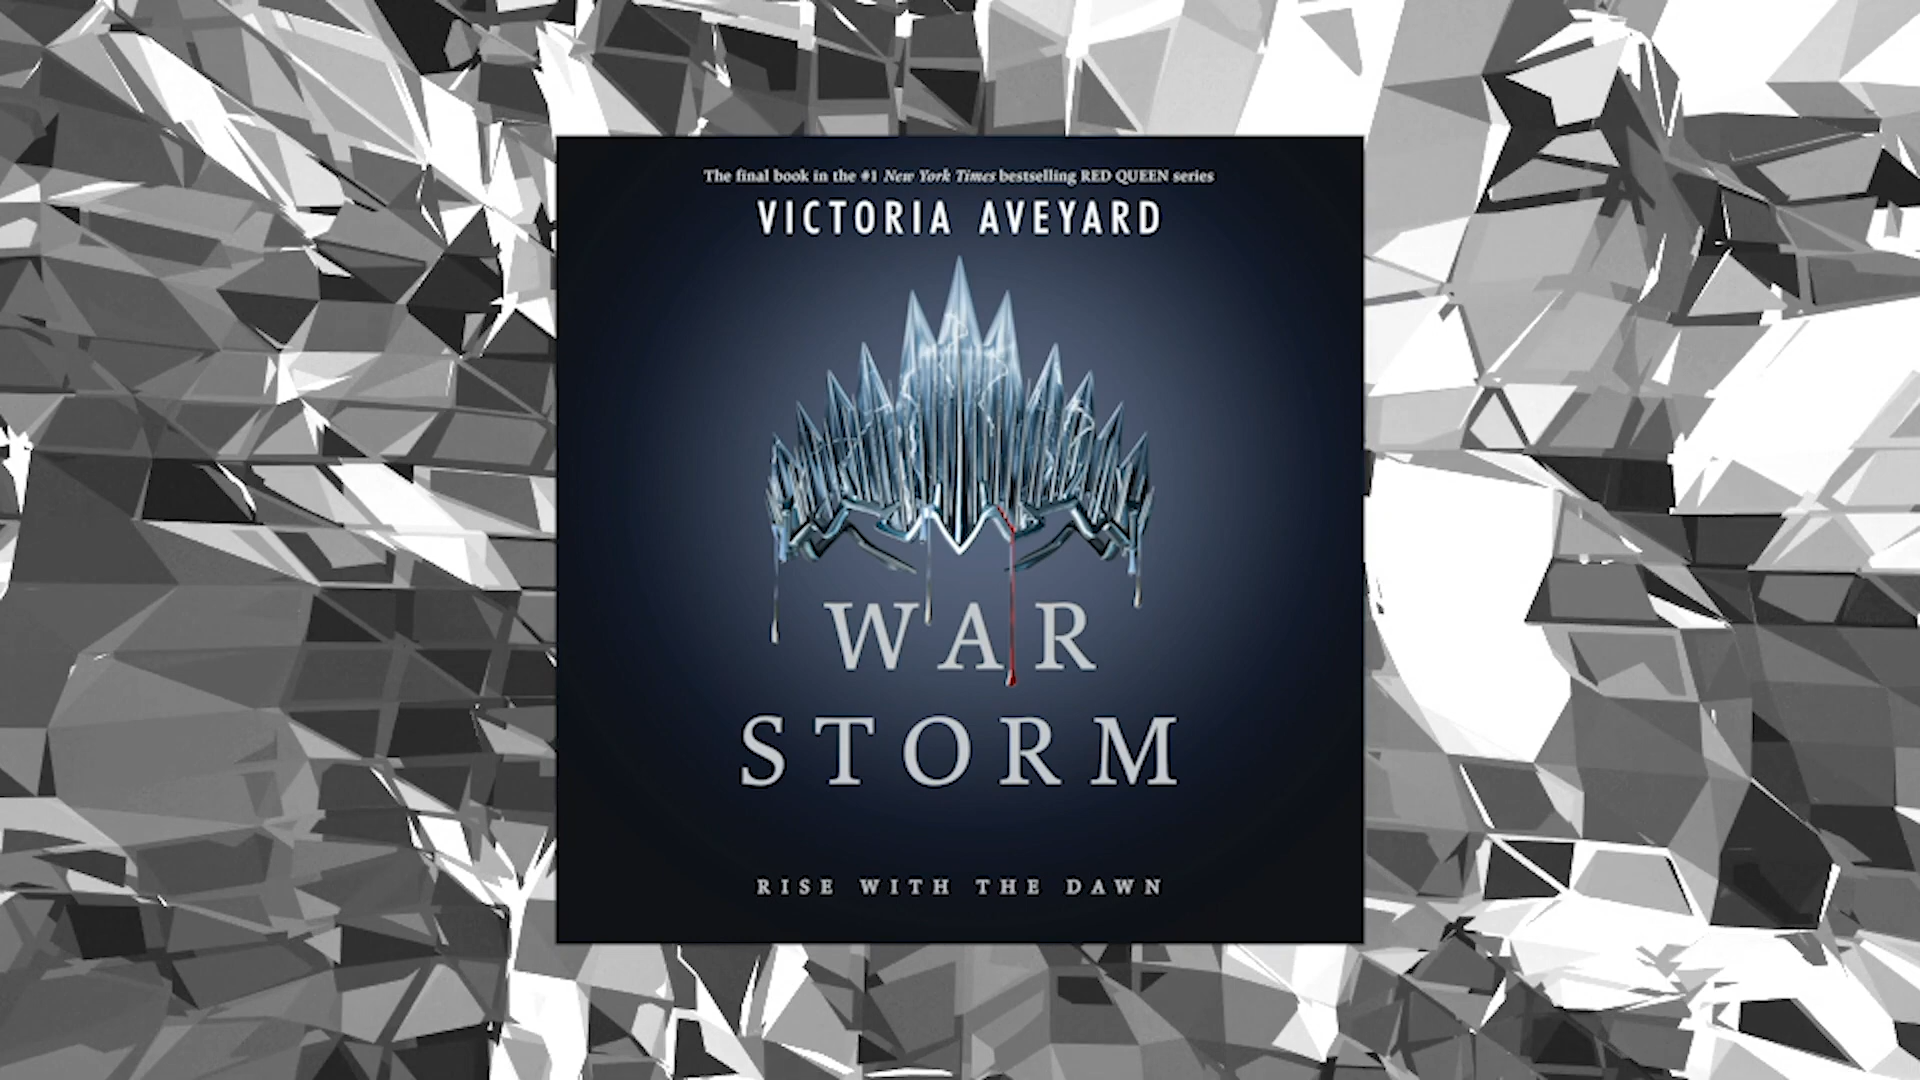 The final book in the #1 New York Times bestselling RED QUEEN series
VICTORIA AVEYARD
WAR
STORM
RISE WITH THE DAWN